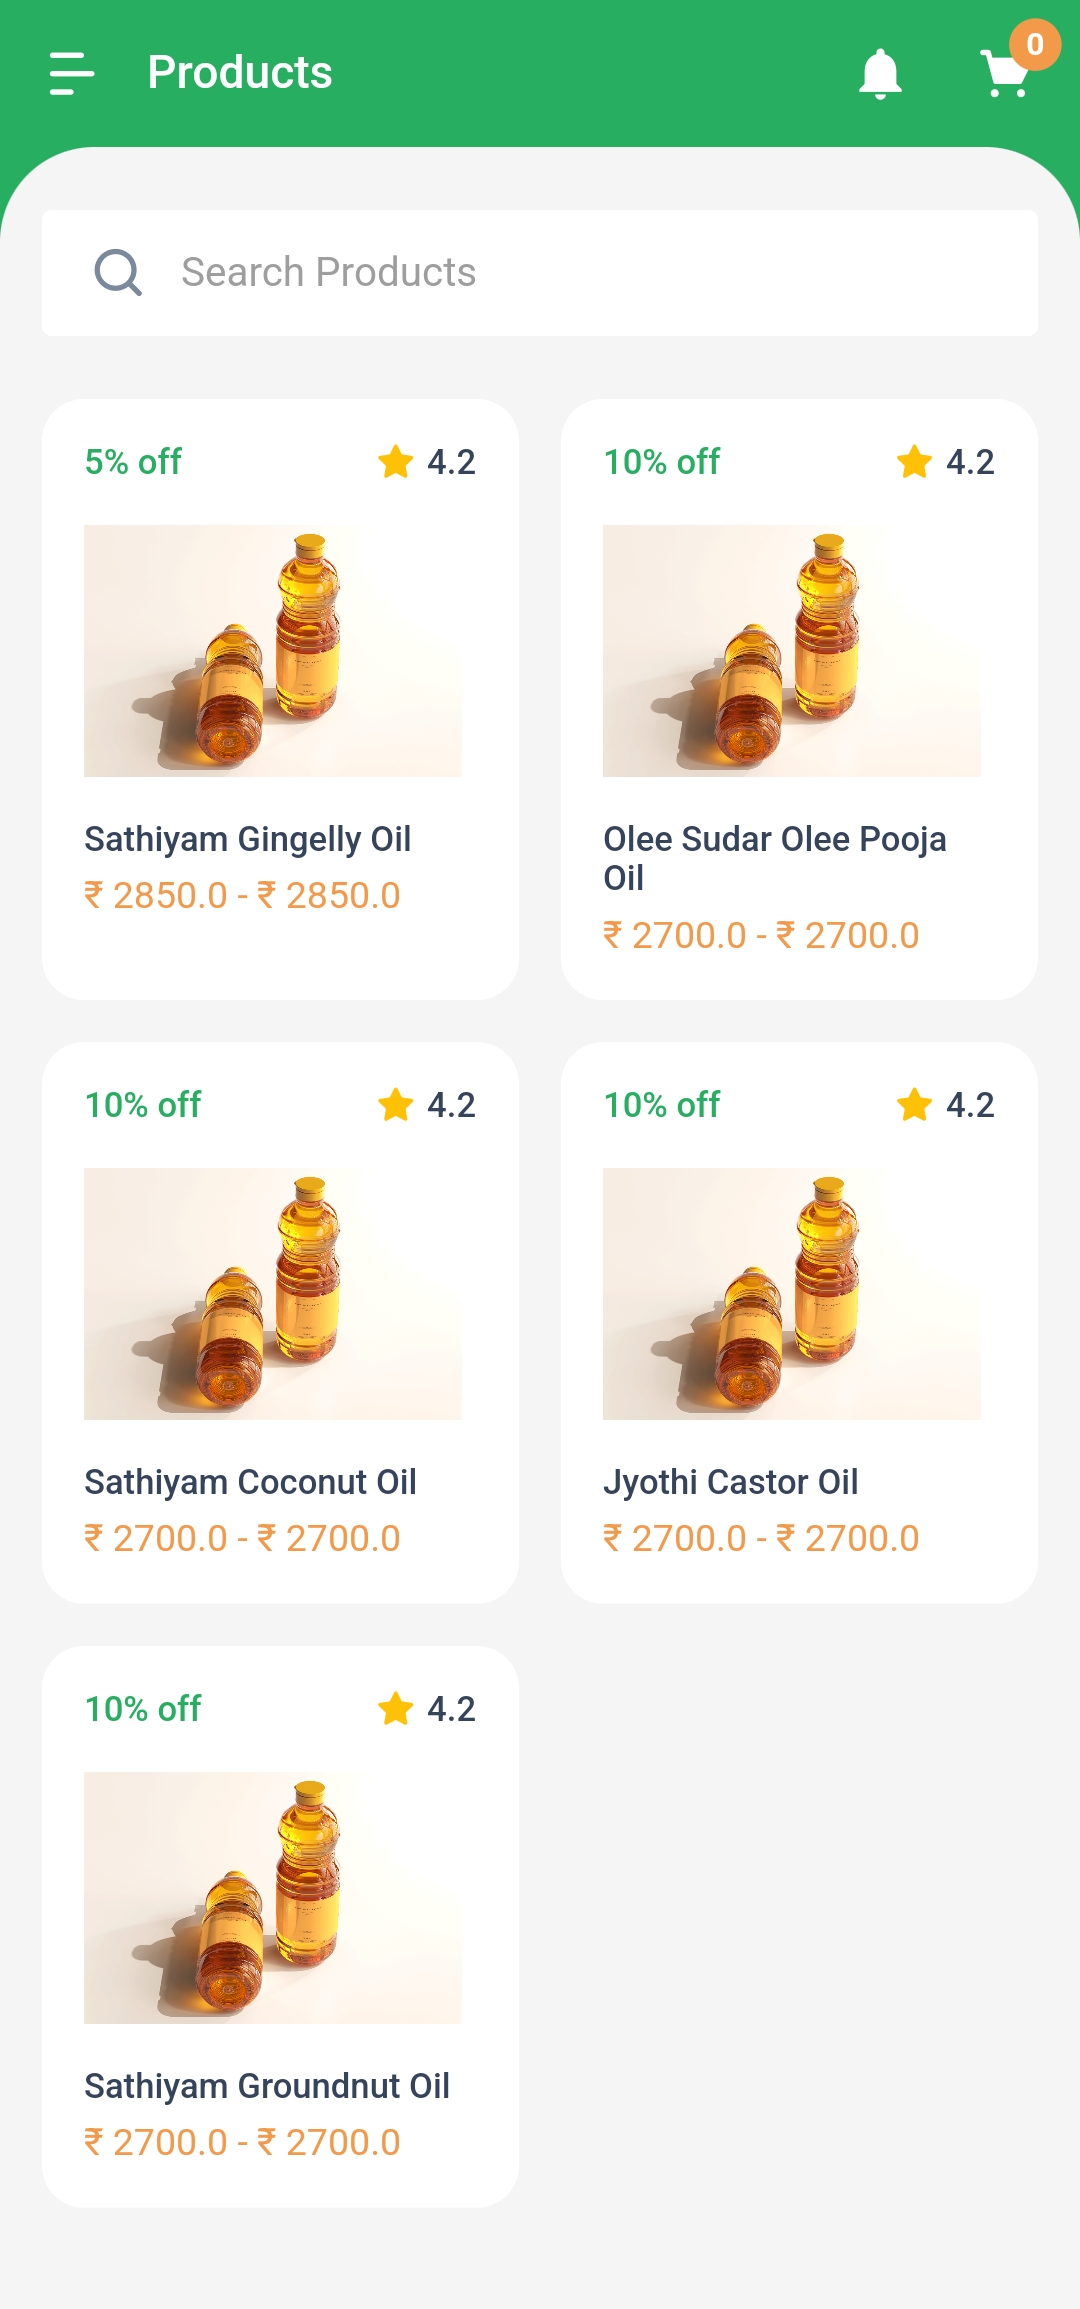 Products
0
Search Products
5% off
4.2
10% off
4.2
Sathiyam Gingelly Oil
₹ 2850.0 - ₹ 2850.0
Olee Sudar Olee Pooja
Oil
₹ 2700.0 - ₹ 2700.0
10% off
4.2
10% off
4.2
Sathiyam Coconut Oil
₹ 2700.0 - ₹ 2700.0
Jyothi Castor Oil
₹ 2700.0 - ₹ 2700.0
10% off
4.2
Sathiyam Groundnut Oil
₹ 2700.0 - ₹ 2700.0